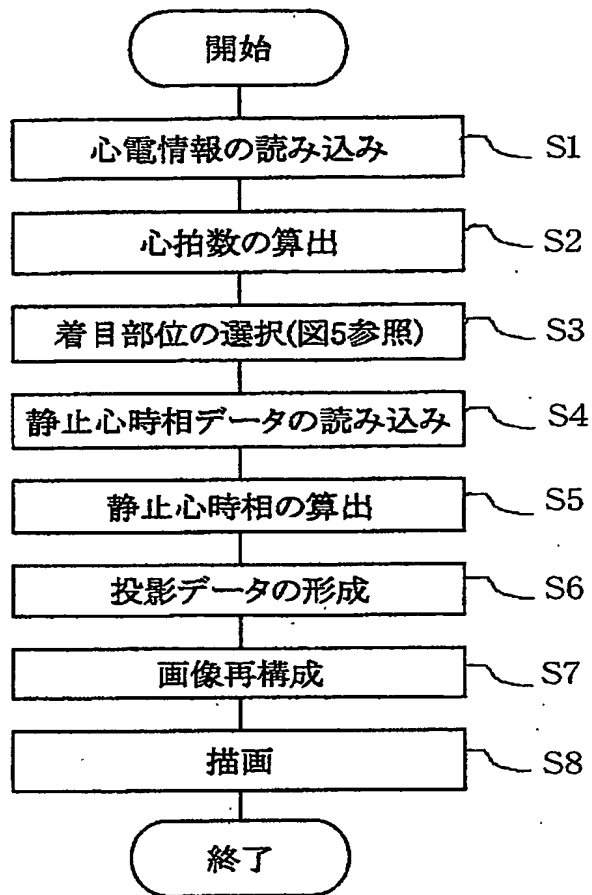 開始
心電情報の読み込み S1
心拍数の算出 S2
着目部位の選択(図5参照) S3
静止心時相データの読み込み S4
静止心時相の算出 S5
投影データの形成 S6
画像再構成 S7
描画 S8
終了